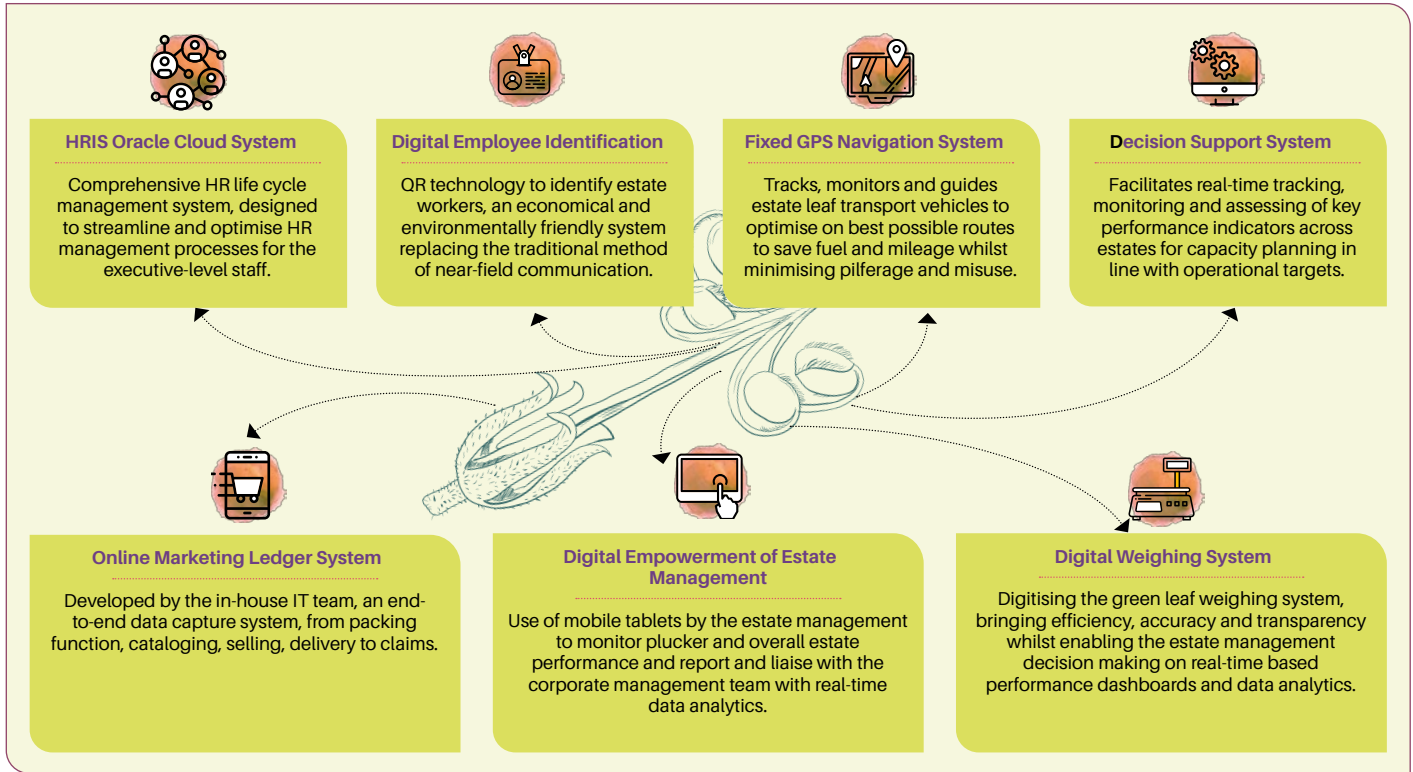 HRIS Oracle Cloud System
Comprehensive HR life cycle
management system, designed
to streamline and optimise HR
management processes for the
executive-level staff.
Digital Employee Identification
QR technology to identify estate
workers, an economical and
environmentally friendly system
replacing the traditional method
of near-field communication.
Fixed GPS Navigation System
Tracks, monitors and guides
estate leaf transport vehicles to
optimise on best possible routes
to save fuel and mileage whilst
minimising pilferage and misuse.
Decision Support System
Facilitates real-time tracking,
monitoring and assessing of key
performance indicators across
estates for capacity planning in
line with operational targets.
Online Marketing Ledger System
Developed by the in-house IT team, an end-
to-end data capture system, from packing
function, cataloging, selling, delivery to claims.
Digital Empowerment of Estate
Management
Use of mobile tablets by the estate management
to monitor plucker and overall estate
performance and report and liaise with the
corporate management team with real-time
data analytics.
Digital Weighing System
Digitising the green leaf weighing system,
bringing efficiency, accuracy and transparency
whilst enabling the estate management
decision making on real-time based
performance dashboards and data analytics.